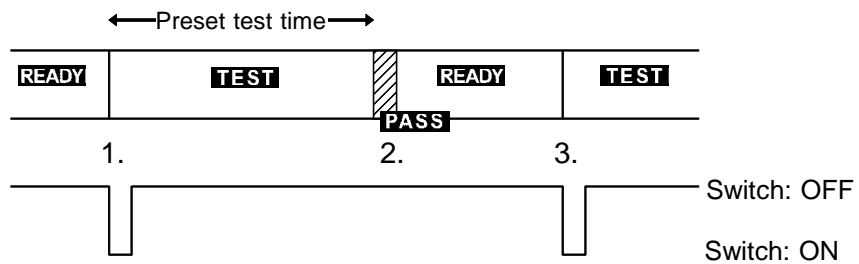 Preset test time
READY TEST READY TEST
PASS
1. 2. 3.
Switch: OFF
Switch: ON